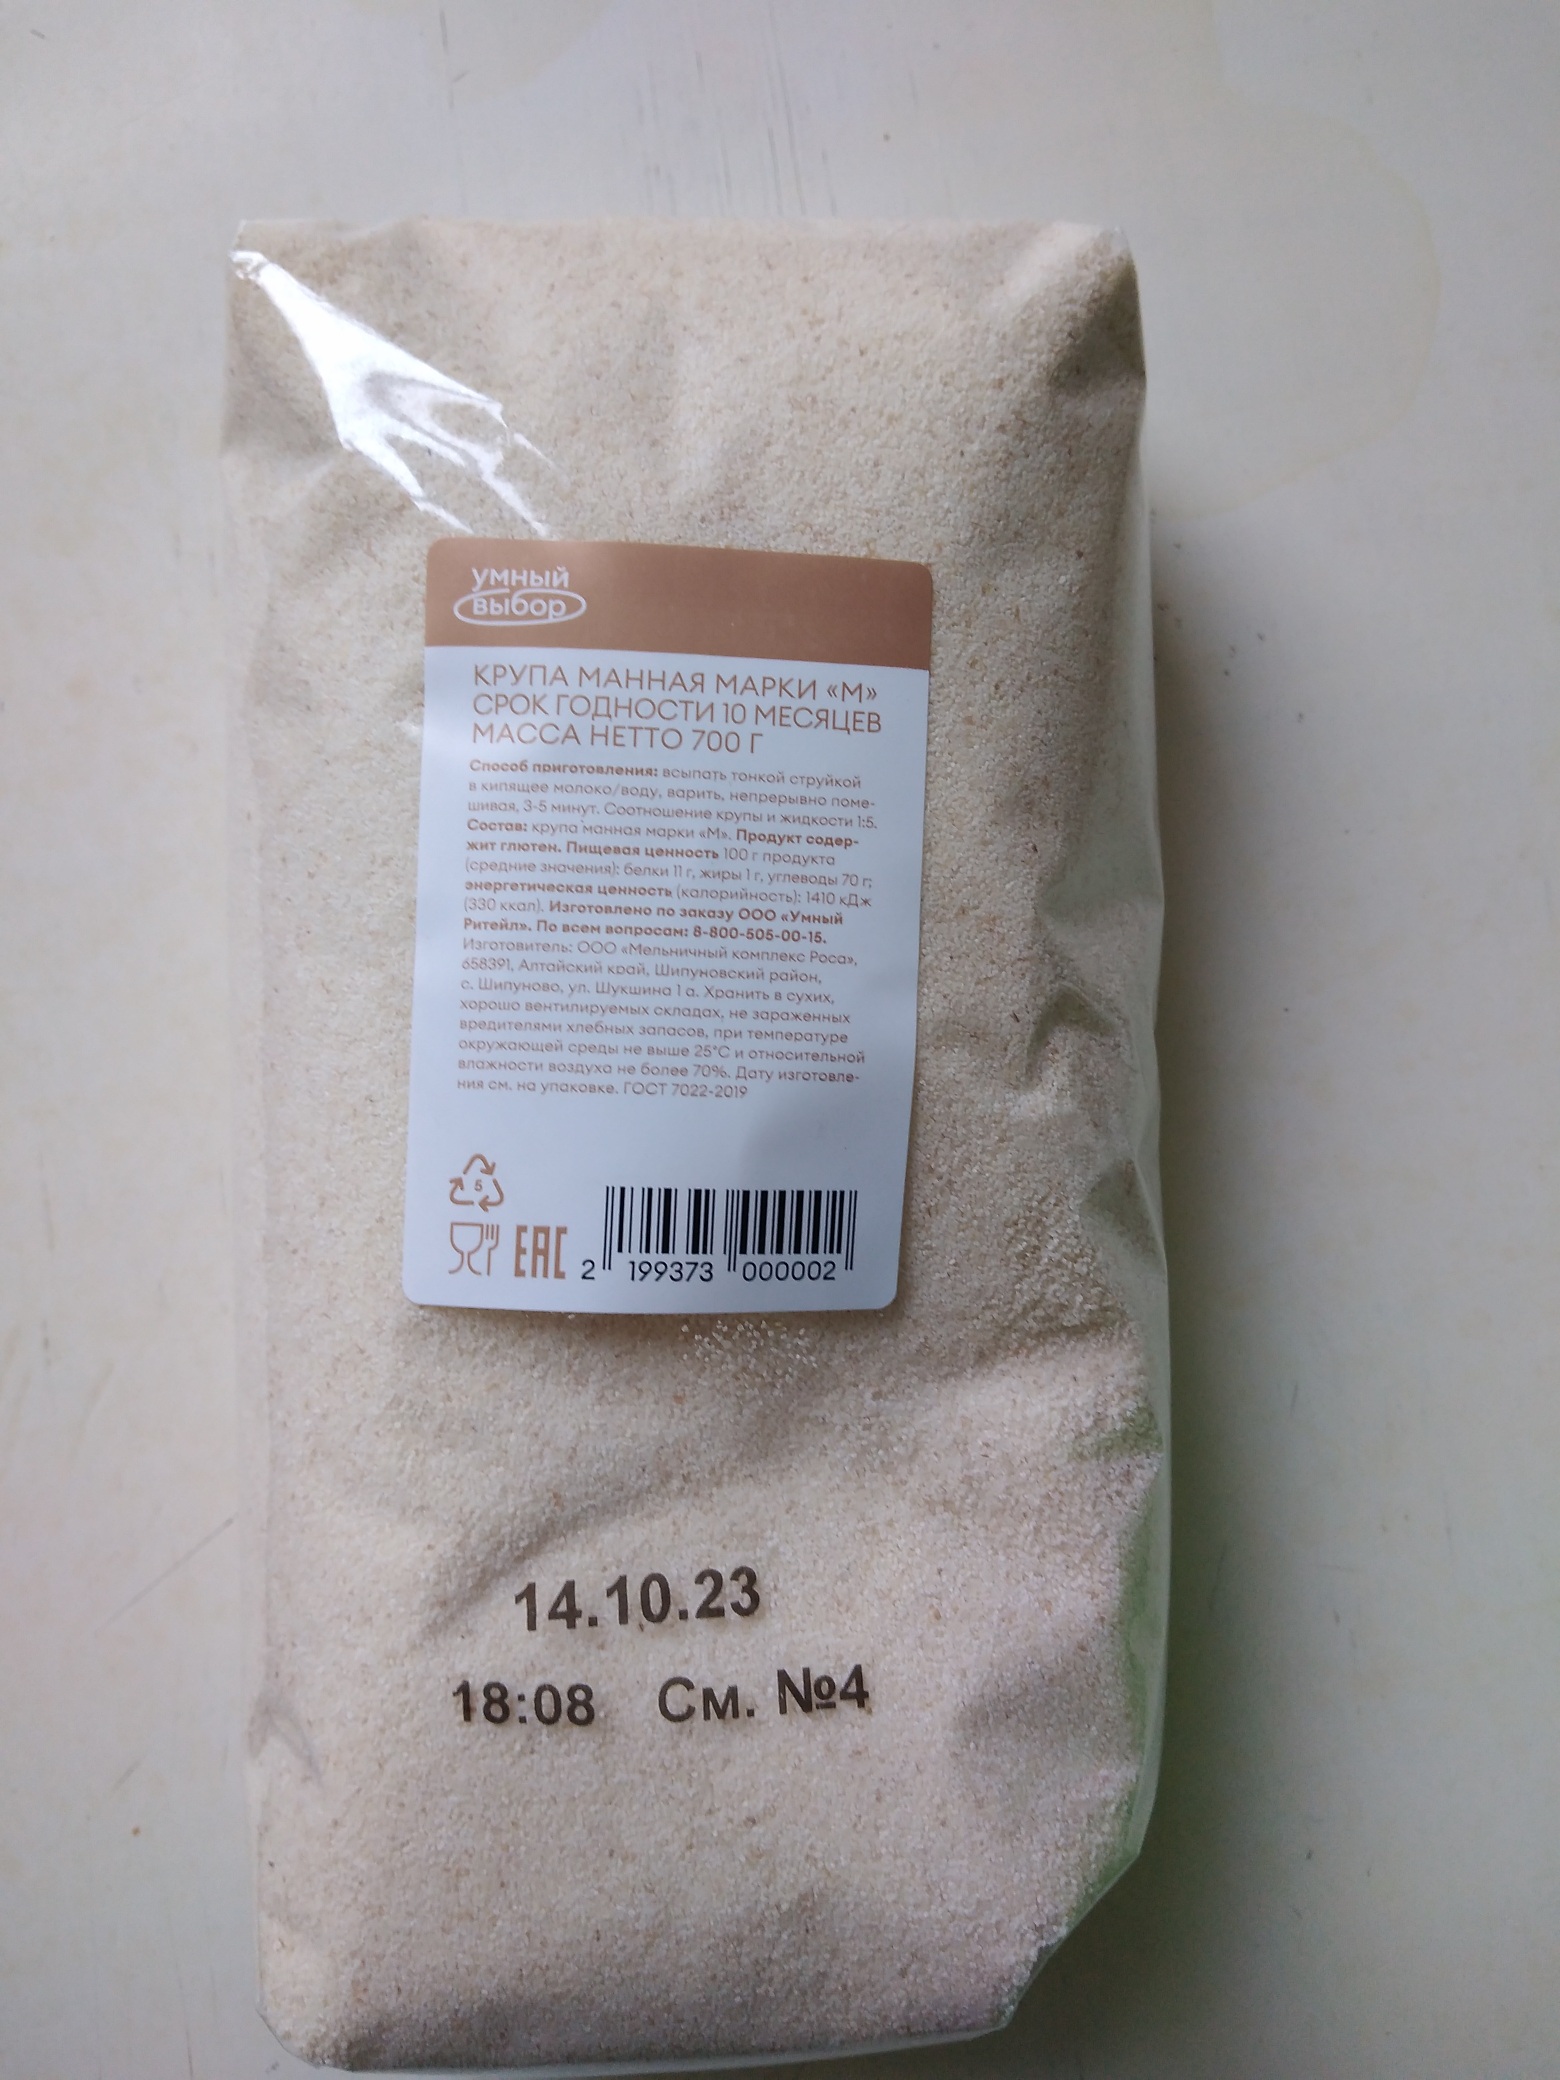 умный
выбор
КРУПА МАННАЯ МАРКИ «М»
СРОК ГОДНОСТИ 10 МЕСЯЦЕВ
МАССА НЕТТО 700 Г
Способ приготовления: всыпать тонкой струйкой
в кипящее молоко/воду, варить, непрерывно поме-
шивая, 3-5 минут. Соотношение крупы и жидкости 1:5.
Состав: крупа манная марки «М». Продукт содер-
жит глютен. Пищевая ценность 100 г продукта
(средние значения): белки 11 г, жиры 1 г, углеводы 70 г;
энергетическая ценность (калорийность): 1410 кДж
(330 ккал). Изготовлено по заказу ООО «Умный
Ритейл». По всем вопросам: 8-800-505-00-15.
Изготовитель: ООО «Мельничный комплекс Роса»,
658391, Алтайский край, Шипуновский район,
с. Шипуново, ул. Шукшина 1 а. Хранить в сухих,
хорошо вентилируемых складах, не зараженных
вредителями хлебных запасов, при температуре
окружающей среды не выше 25°С и относительной
влажности воздуха не более 70%. Дату изготовле-
ния см. на упаковке. ГОСТ 7022-2019
5
EAC
2 199373 000002
14.10.23
18:08 См. №4